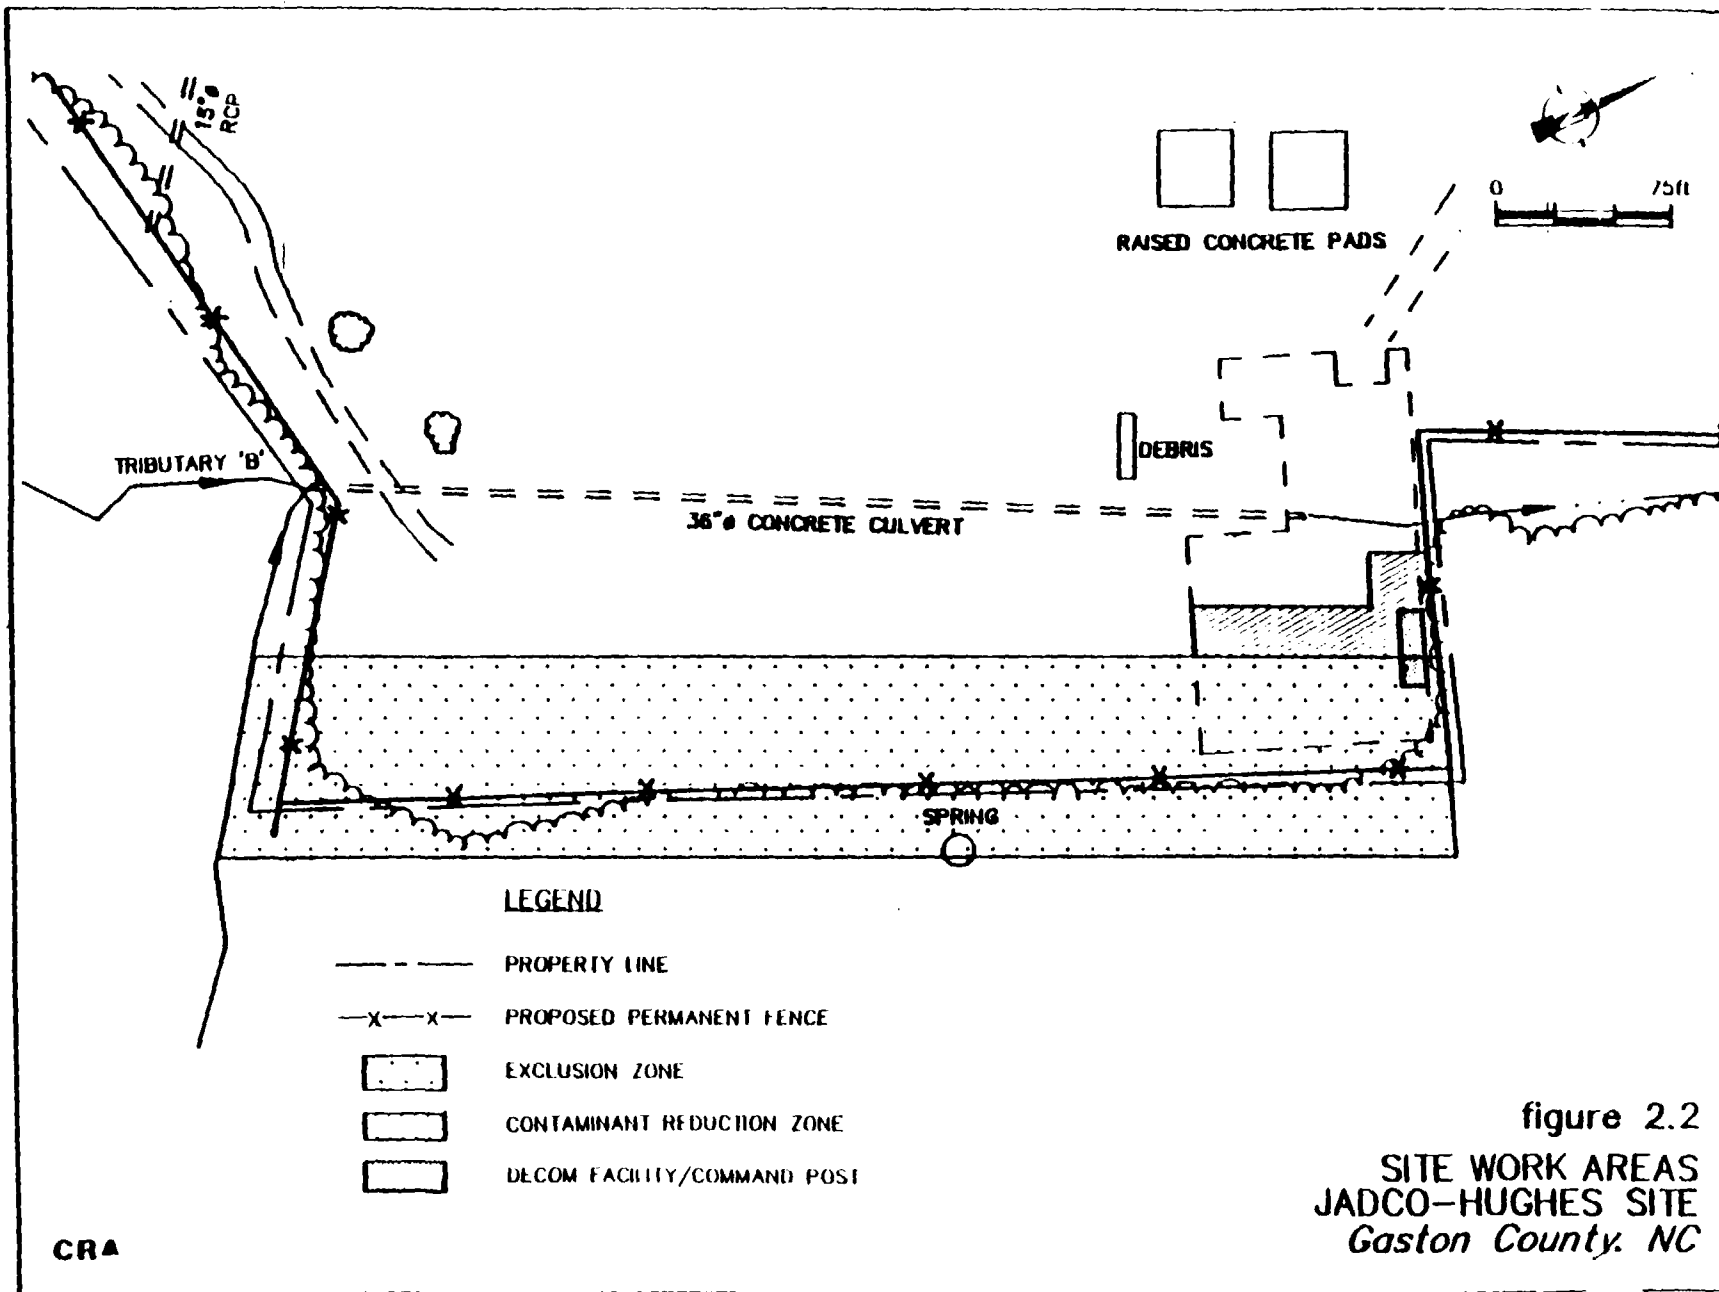 15"ø
RCP
0 75ft
RAISED CONCRETE PADS
TRIBUTARY 'B'
DEBRIS
36"ø CONCRETE CULVERT
SPRING
LEGEND
PROPERTY LINE
PROPOSED PERMANENT FENCE
EXCLUSION ZONE
CONTAMINANT REDUCTION ZONE
DECOM FACILITY/COMMAND POST
figure 2.2
SITE WORK AREAS
JADCO-HUGHES SITE
Gaston County, NC
CRA